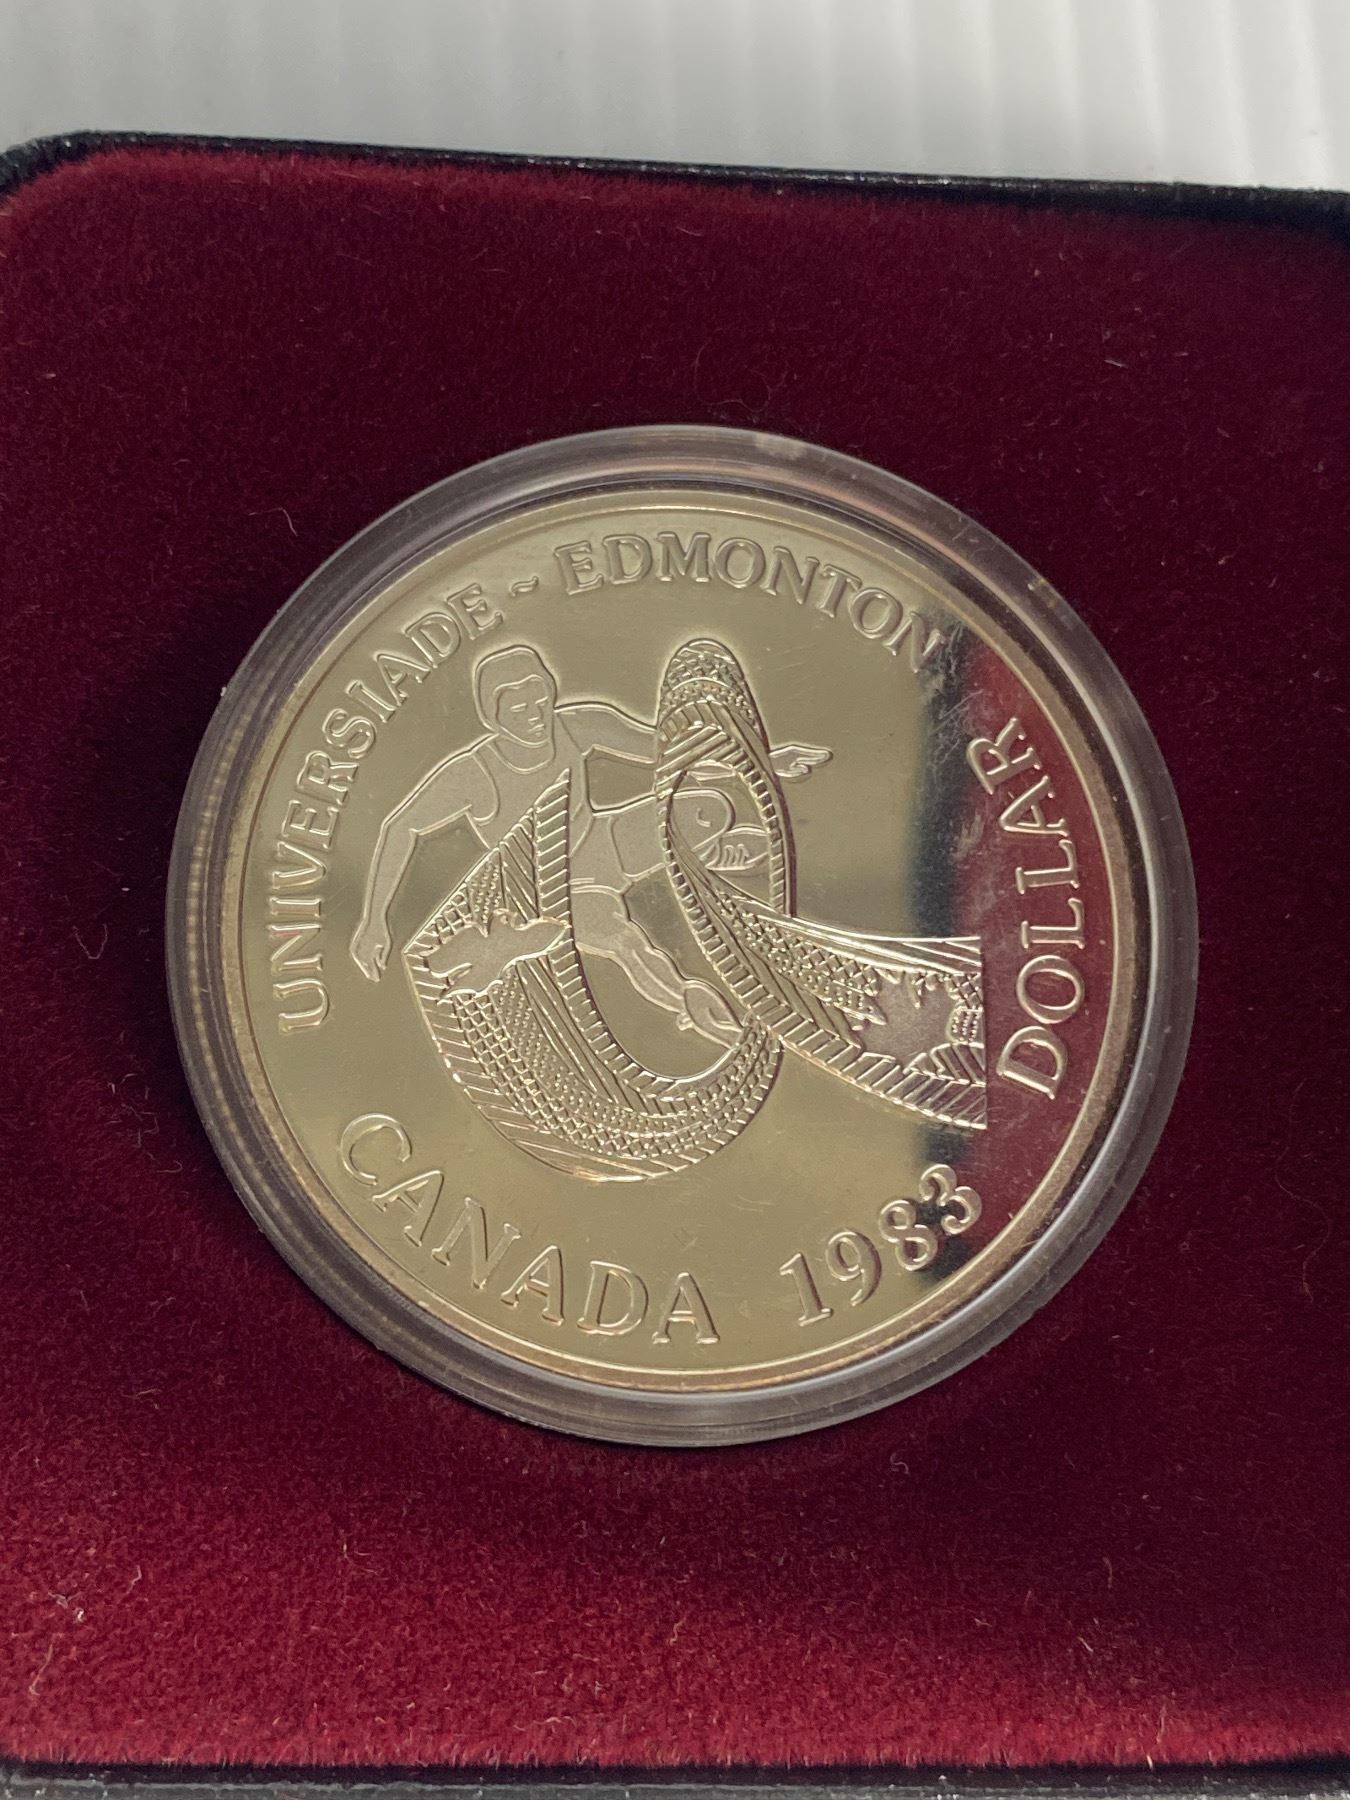 UNIVERSIADE ~ EDMONTON
DOLLAR
CANADA 1983